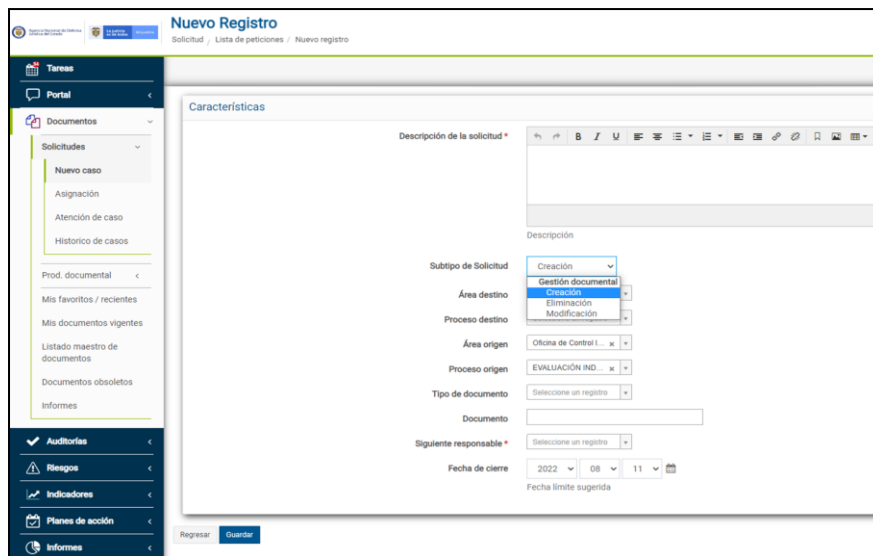 Nuevo Registro
Solicitud / Lista de peticiones / Nuevo registro
Tareas
Portal
Documentos
Solicitudes
Nuevo caso
Asignación
Atención de caso
Historico de casos
Prod. documental
Mis favoritos / recientes
Mis documentos vigentes
Listado maestro de
documentos
Documentos obsoletos
Informes
Auditorías
Riesgos
Indicadores
Planes de acción
Informes
Características
Descripción de la solicitud *
B I U
Descripción
Subtipo de Solicitud Creación
Gestión documental
Creación
Eliminación
Modificación
Área destino
Proceso destino
Área origen Oficina de Control I... x
Proceso origen EVALUACIÓN IND... x
Tipo de documento Seleccione un registro
Documento
Siguiente responsable * Seleccione un registro
Fecha de cierre 2022 08 11
Fecha límite sugerida
Regresar Guardar